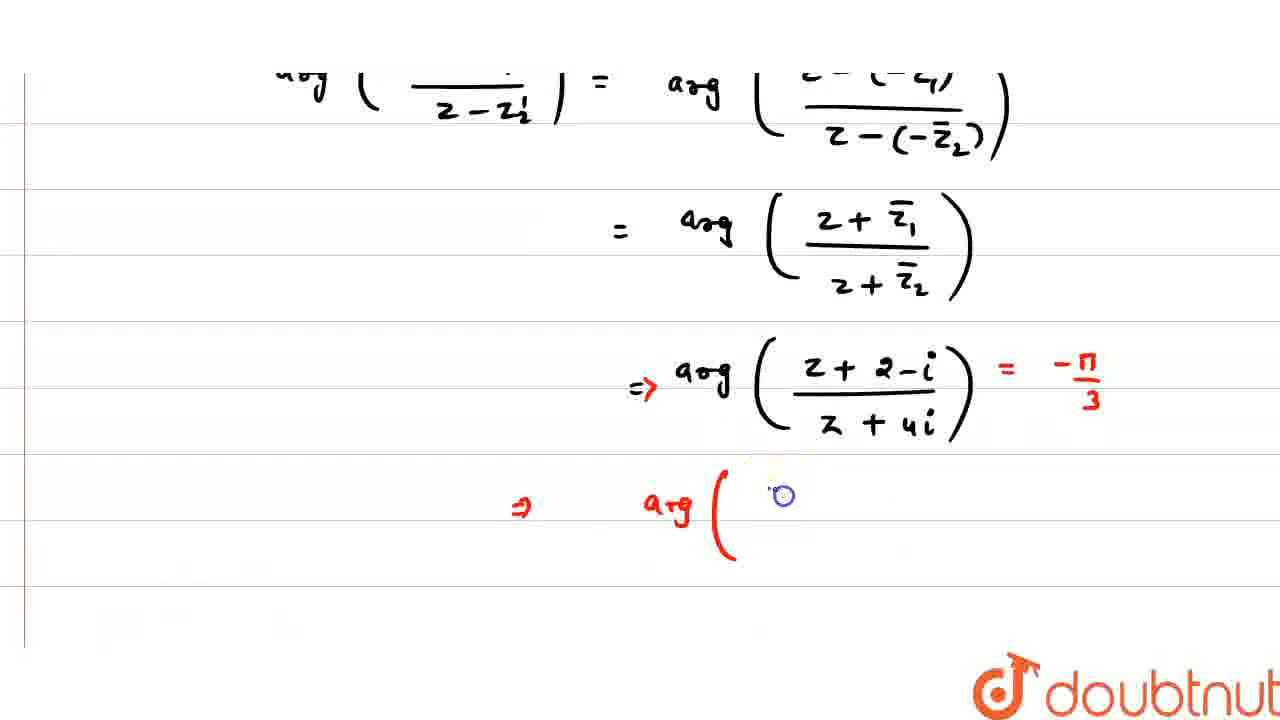 arg ( / z - z2' ) = arg ( z - (-z̄₁) / z - (-z̄₂) )
= arg ( z + z̄₁ / z + z̄₂ )
=> arg ( z + 2 - i / z + 4i ) = -π/3
=> arg (
doubtnut